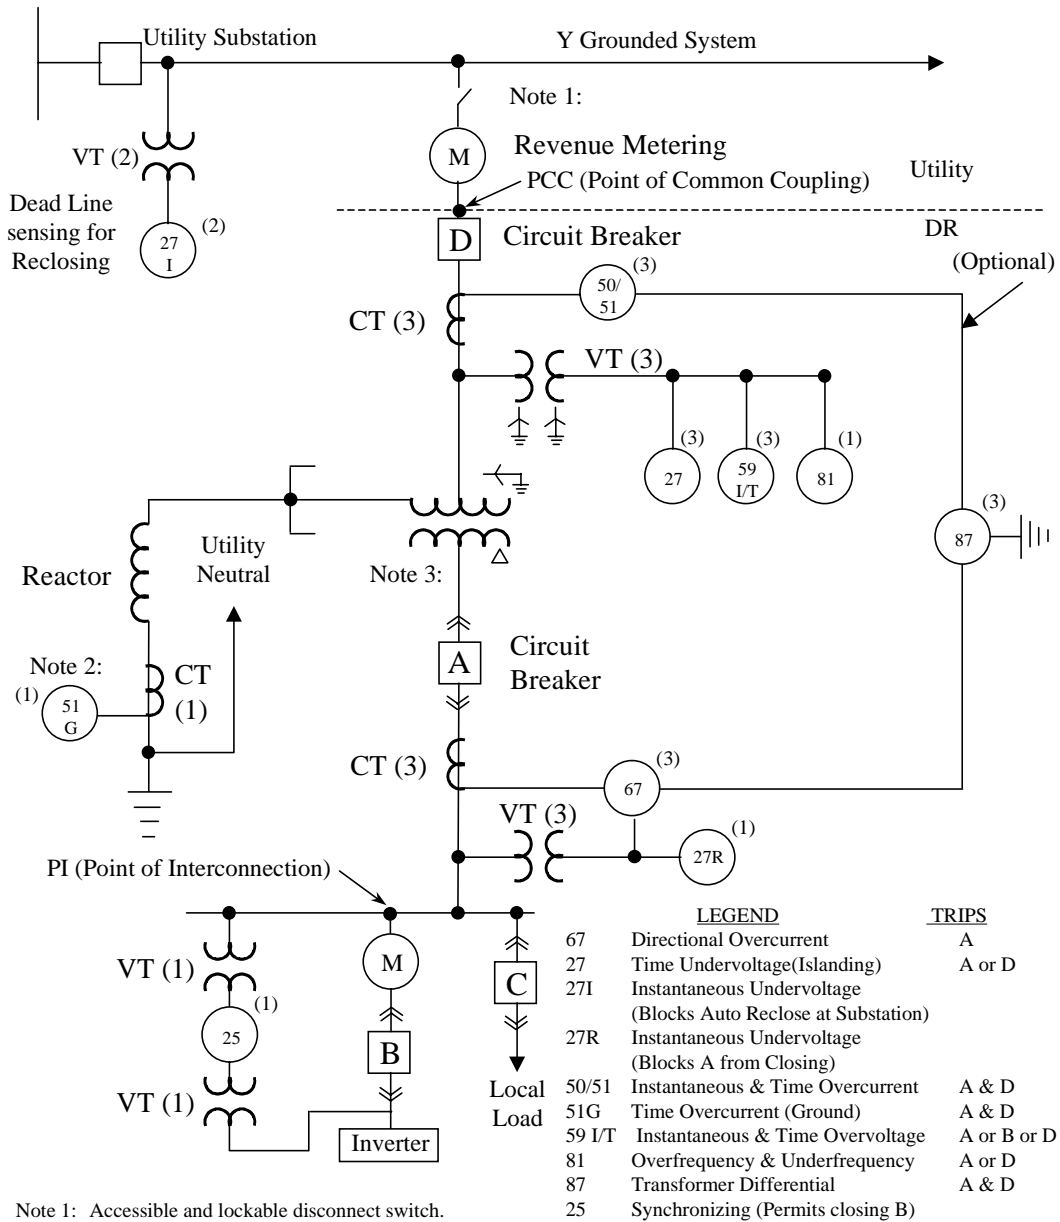 Utility Substation
Y Grounded System
Note 1:
VT (2)
M
Revenue Metering
PCC (Point of Common Coupling)
Utility
Dead Line
sensing for
Reclosing
(2)
27
I
D
Circuit Breaker
DR
(Optional)
(3)
50/
51
CT (3)
VT (3)
(3)
(3)
(1)
27
59
I/T
81
(3)
87
Utility
Neutral
Reactor
Note 3:
Note 2:
(1)
51
G
CT
(1)
A
Circuit
Breaker
CT (3)
(3)
67
VT (3)
(1)
27R
PI (Point of Interconnection)
VT (1)
M
C
(1)
25
B
VT (1)
Local
Load
Inverter
LEGEND TRIPS
67 Directional Overcurrent A
27 Time Undervoltage(Islanding) A or D
27I Instantaneous Undervoltage
(Blocks Auto Reclose at Substation)
27R Instantaneous Undervoltage
(Blocks A from Closing)
50/51 Instantaneous & Time Overcurrent A & D
51G Time Overcurrent (Ground) A & D
59 I/T Instantaneous & Time Overvoltage A or B or D
81 Overfrequency & Underfrequency A or D
87 Transformer Differential A & D
25 Synchronizing (Permits closing B)
Note 1: Accessible and lockable disconnect switch.